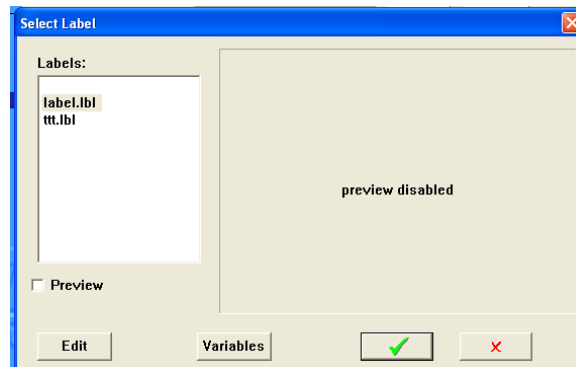 Select Label
Labels:
label.lbl
ttt.lbl
preview disabled
Preview
Edit
Variables